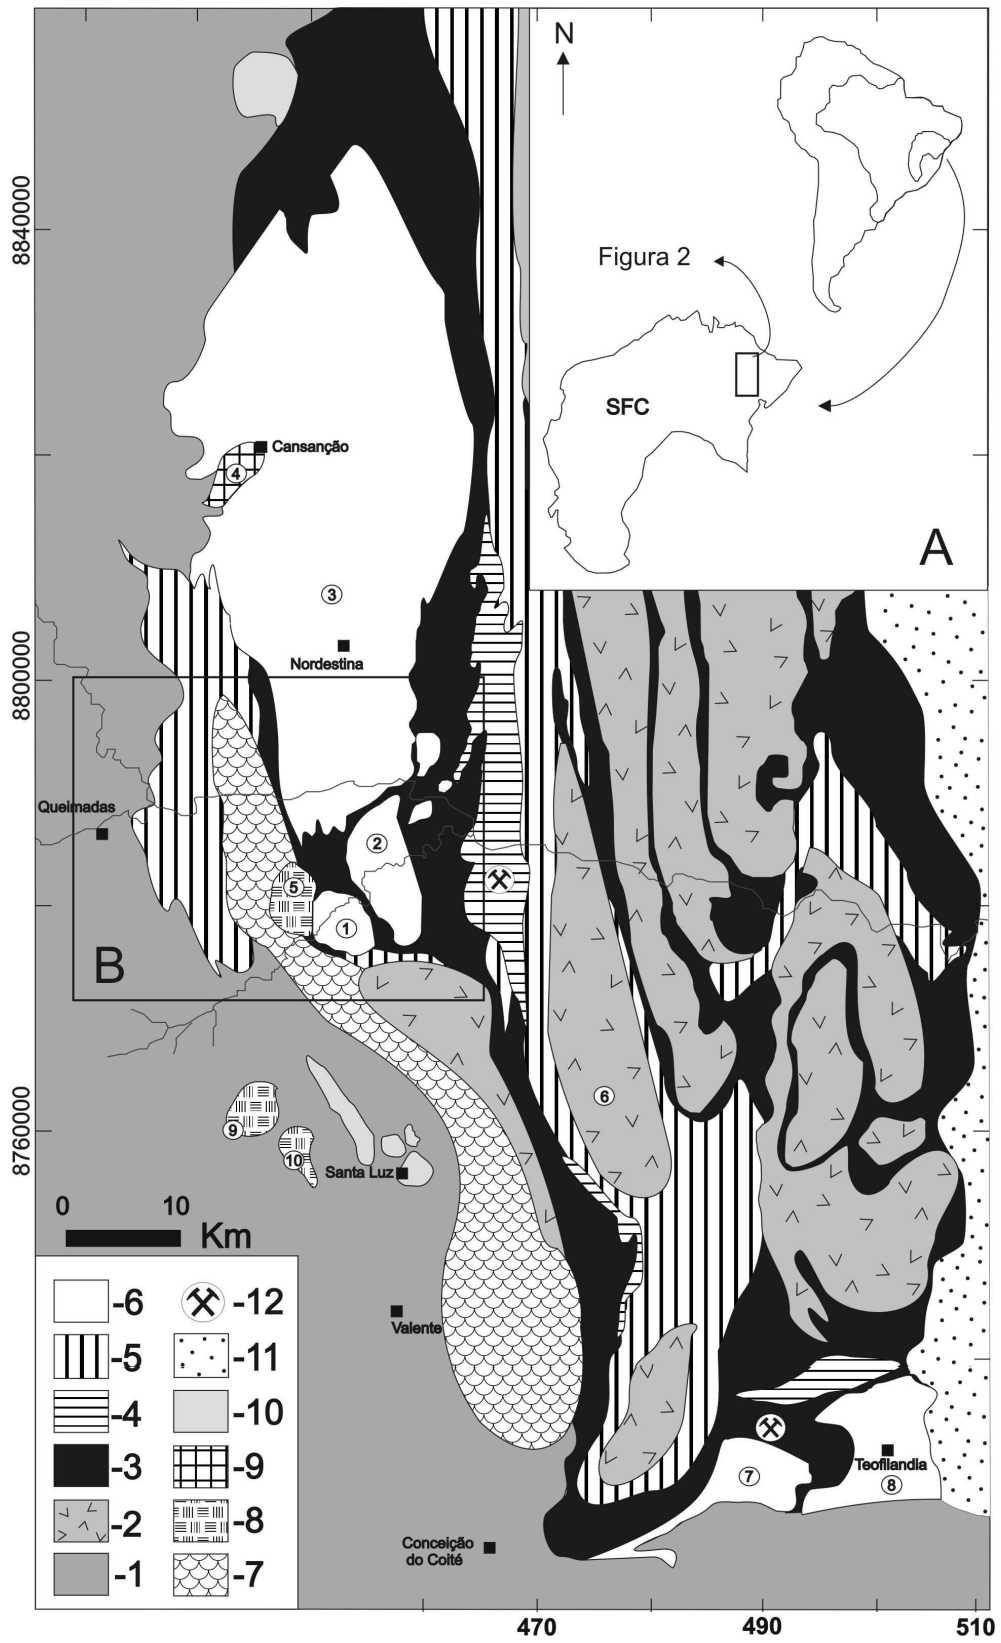 N
Figura 2
SFC
A
8840000
Cansanção
4
3
Nordestina
8800000
Queimadas
2
5
1
B
6
9
10
Santa Luz
8760000
0 10
Km
Valente
-6 -12
-5 -11
-4 -10
-3 -9
-2 -8
-1 -7
Teofilandia
7
8
Conceição
do Coité
470 490 510